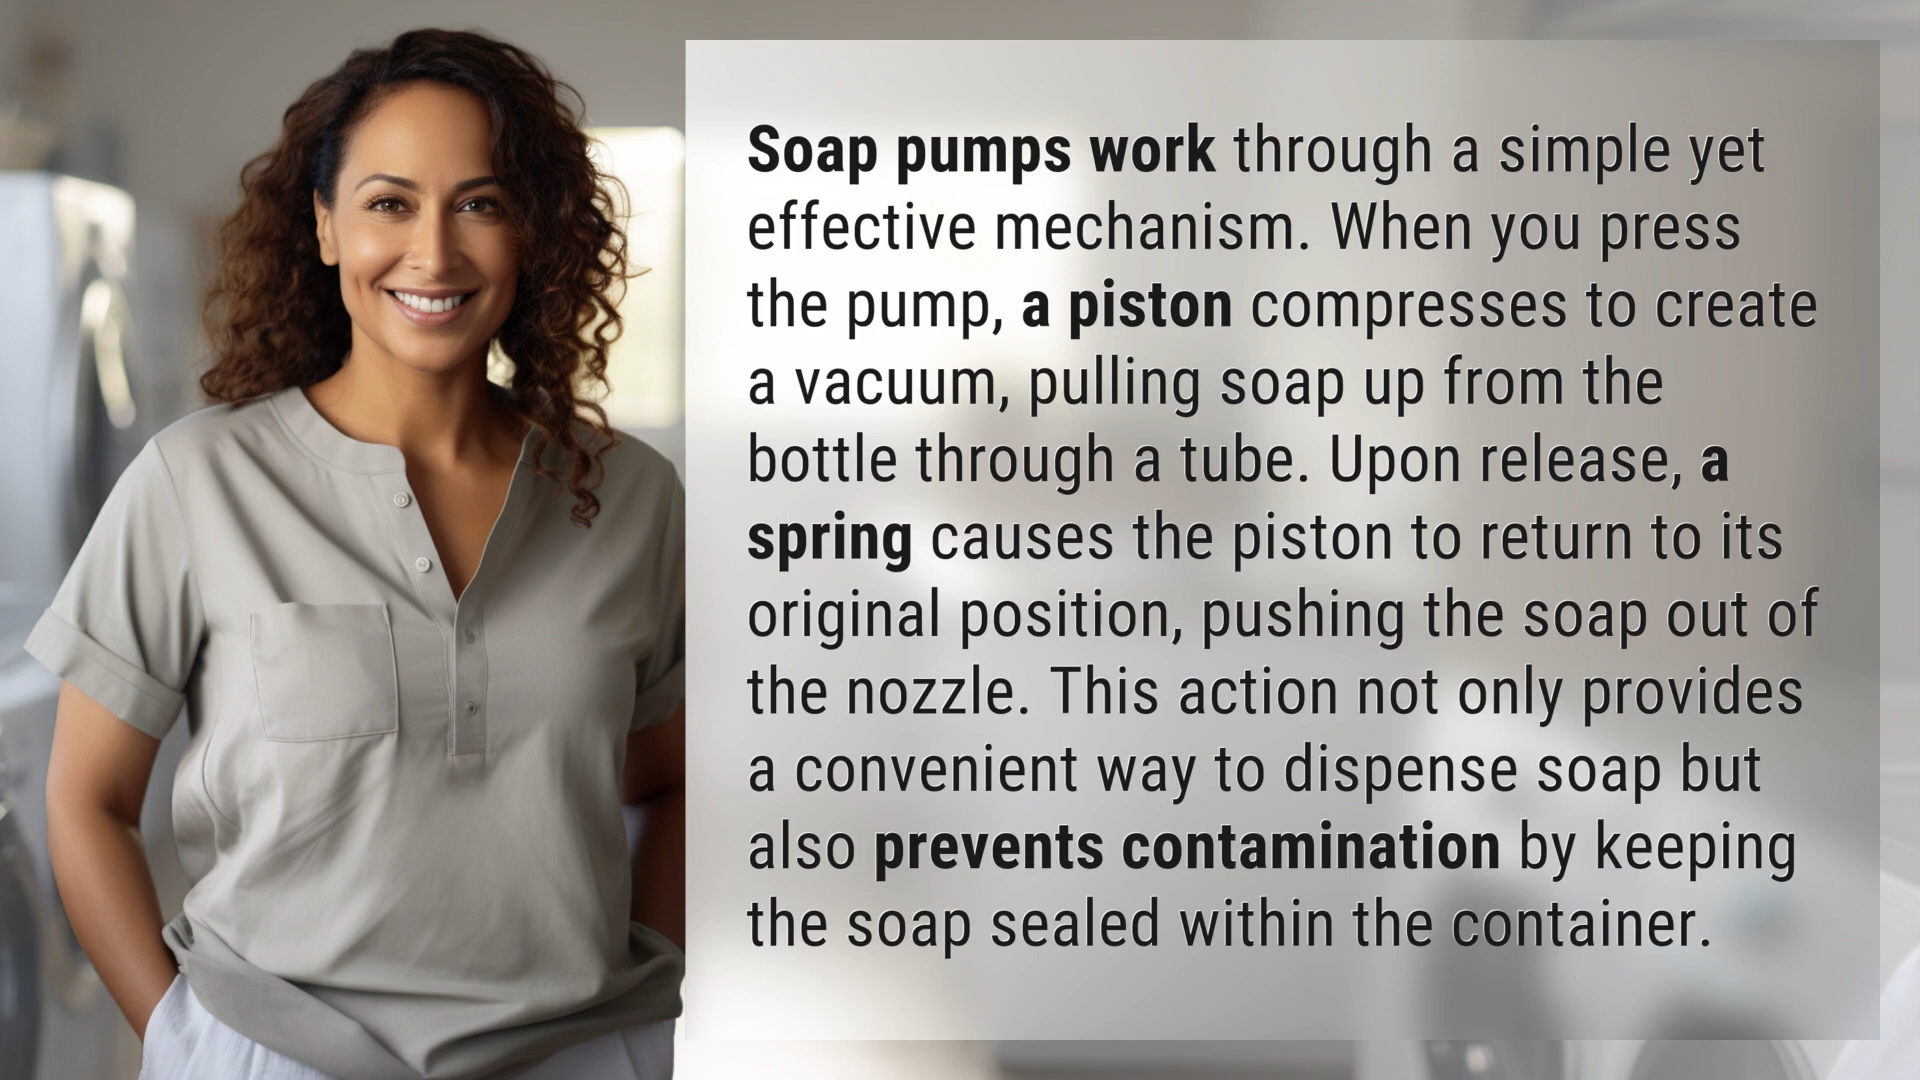 Soap pumps work through a simple yet
effective mechanism. When you press
the pump, a piston compresses to create
a vacuum, pulling soap up from the
bottle through a tube. Upon release, a
spring causes the piston to return to its
original position, pushing the soap out of
the nozzle. This action not only provides
a convenient way to dispense soap but
also prevents contamination by keeping
the soap sealed within the container.